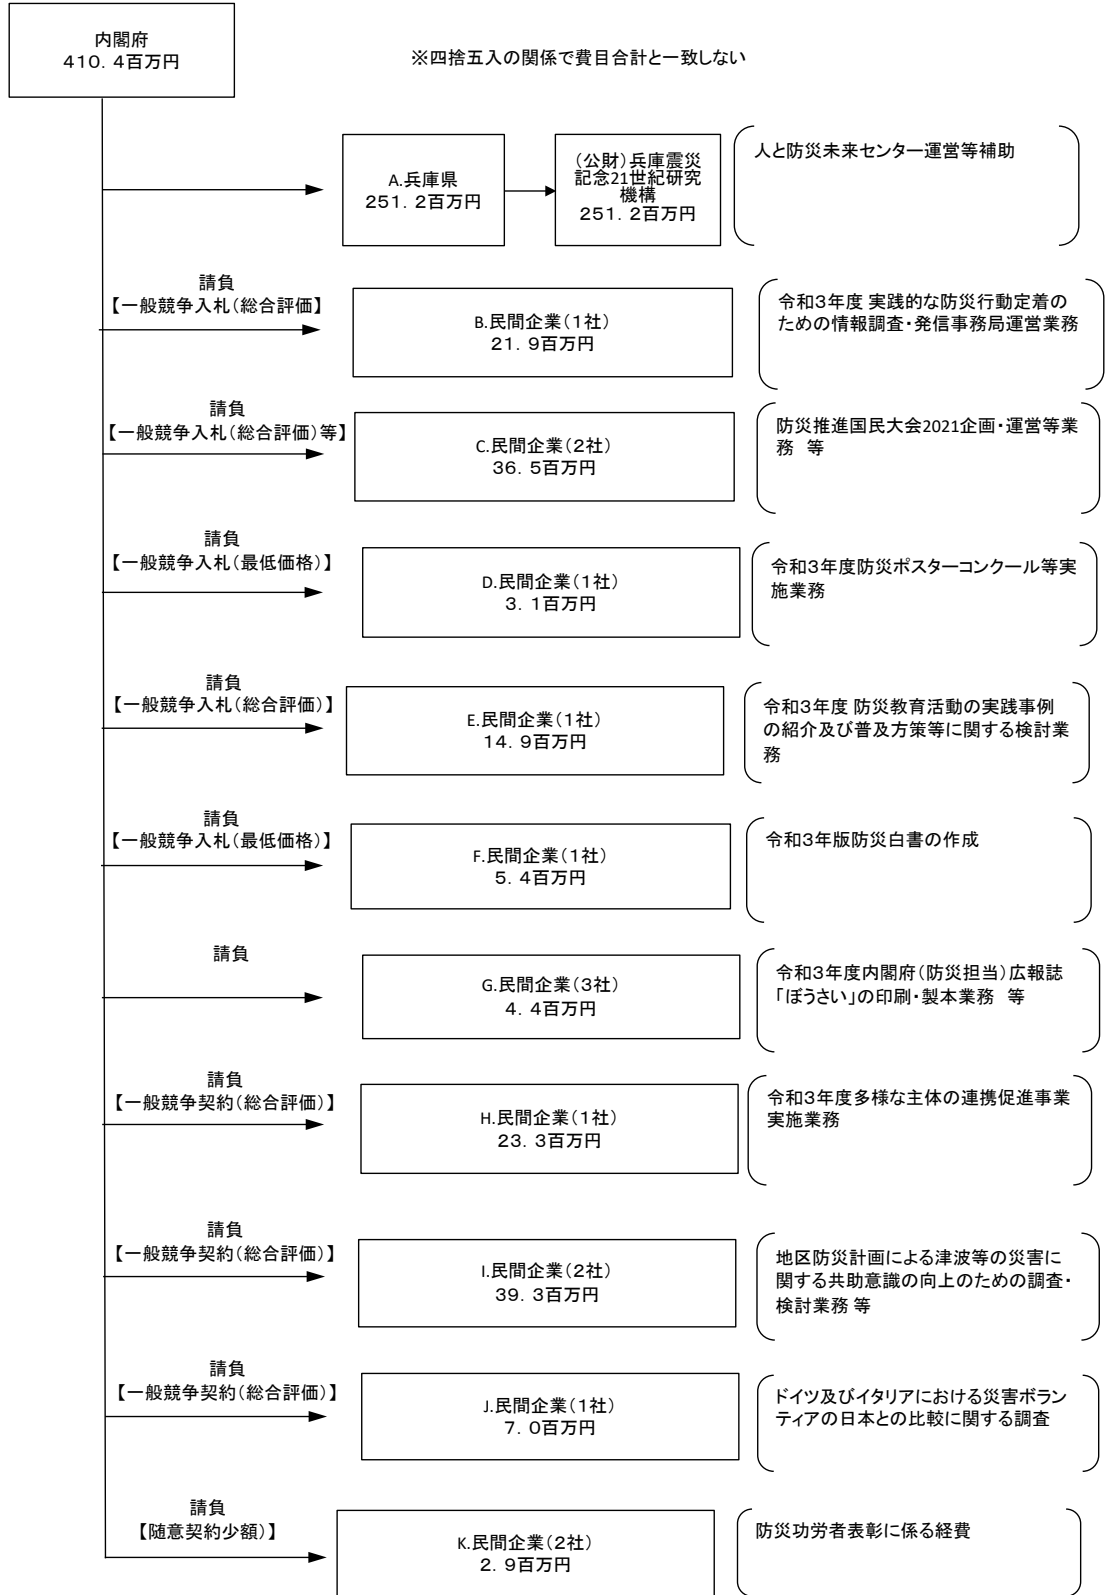 内閣府
410.4百万円
※四捨五入の関係で費目合計と一致しない
A.兵庫県
251.2百万円
(公財)兵庫震災
記念21世紀研究
機構
251.2百万円
人と防災未来センター運営等補助
請負
【一般競争入札(総合評価】
B.民間企業(1社)
21.9百万円
令和3年度 実践的な防災行動定着の
ための情報調査・発信事務局運営業務
請負
【一般競争入札(総合評価)等】
C.民間企業(2社)
36.5百万円
防災推進国民大会2021企画・運営等業
務 等
請負
【一般競争入札(最低価格)】
D.民間企業(1社)
3.1百万円
令和3年度防災ポスターコンクール等実
施業務
請負
【一般競争入札(総合評価)】
E.民間企業(1社)
14.9百万円
令和3年度 防災教育活動の実践事例
の紹介及び普及方策等に関する検討業
務
請負
【一般競争入札(最低価格)】
F.民間企業(1社)
5.4百万円
令和3年版防災白書の作成
請負
G.民間企業(3社)
4.4百万円
令和3年度内閣府(防災担当)広報誌
「ぼうさい」の印刷・製本業務 等
請負
【一般競争契約(総合評価)】
H.民間企業(1社)
23.3百万円
令和3年度多様な主体の連携促進事業
実施業務
請負
【一般競争契約(総合評価)】
I.民間企業(2社)
39.3百万円
地区防災計画による津波等の災害に
関する共助意識の向上のための調査・
検討業務 等
請負
【一般競争契約(総合評価)】
J.民間企業(1社)
7.0百万円
ドイツ及びイタリアにおける災害ボラン
ティアの日本との比較に関する調査
請負
【随意契約少額)】
K.民間企業(2社)
2.9百万円
防災功労者表彰に係る経費